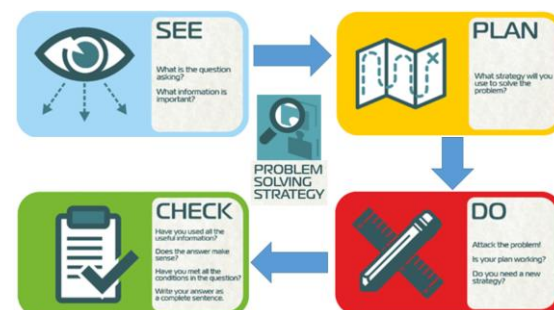 SEE
What is the question
asking?
What information is
important?
PLAN
What strategy will you
use to solve the
problem?
PROBLEM
SOLVING
STRATEGY
DO
Attack the problem!
Is your plan working?
Do you need a new
strategy?
CHECK
Have you used all the
useful information?
Does the answer make
sense?
Have you met all the
conditions in the question?
Write your answer as
a complete sentence.